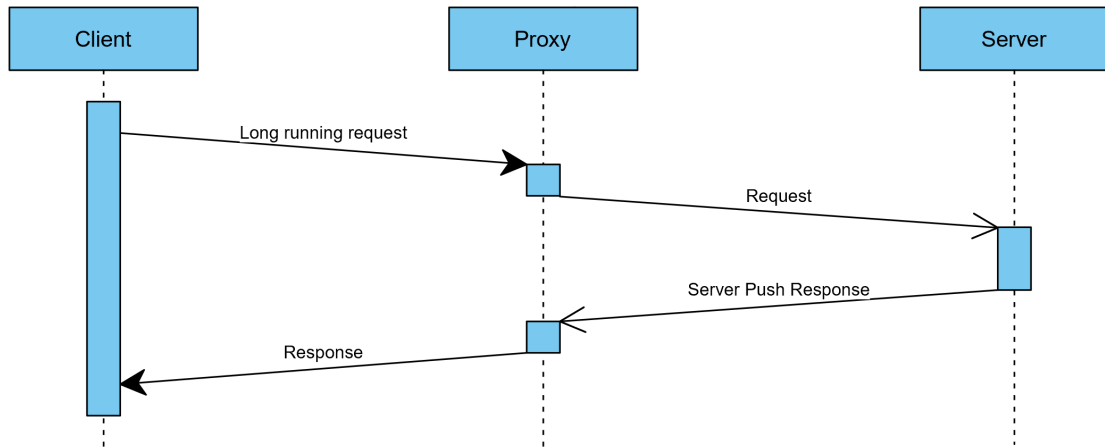 Client
Proxy
Server
Long running request
Request
Server Push Response
Response